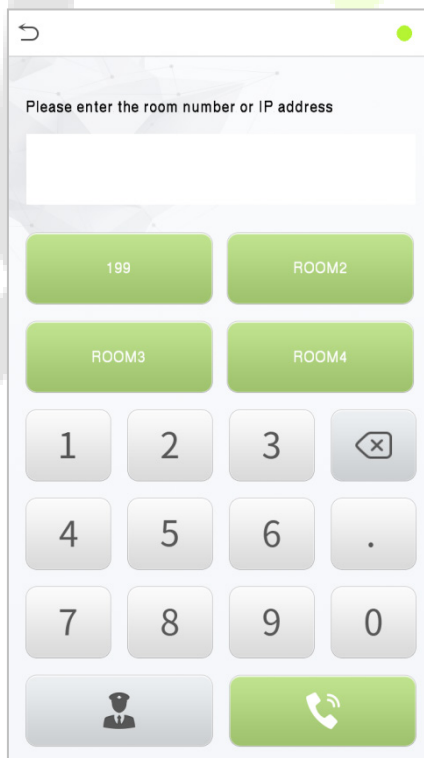 Please enter the room number or IP address
199 ROOM2
ROOM3 ROOM4
1 2 3
4 5 6 .
7 8 9 0